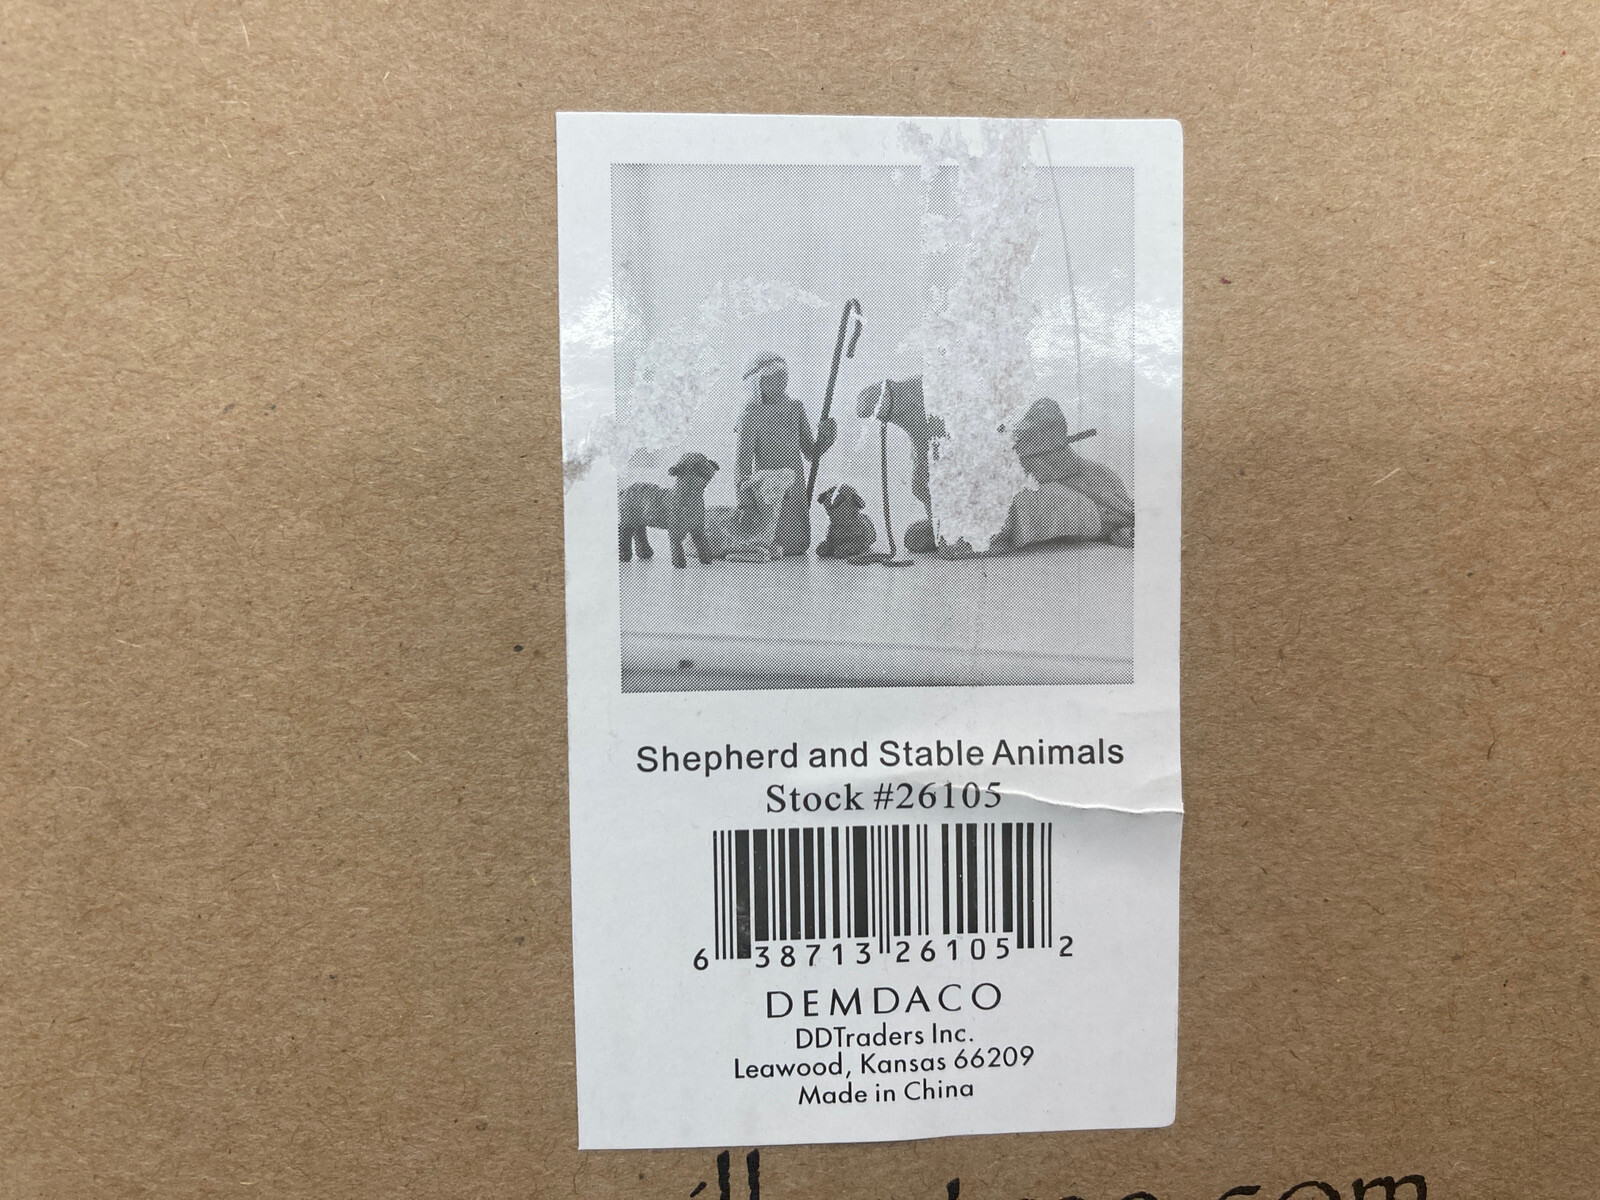 Shepherd and Stable Animals
Stock #26105
6 38713 26105 2
DEMDACO
DDTraders Inc.
Leawood, Kansas 66209
Made in China